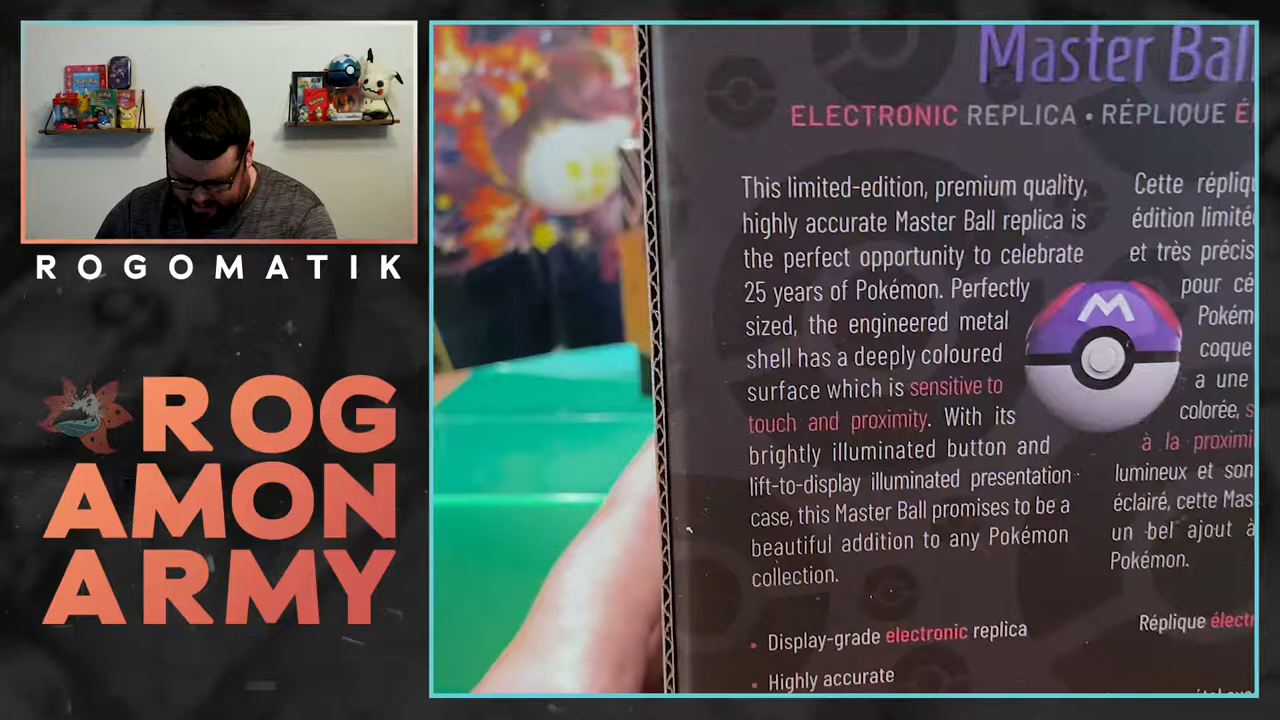 ROGOMATIK
ROG
AMON
ARMY
Master Ball
ELECTRONIC REPLICA • RÉPLIQUE
This limited-edition, premium quality,
highly accurate Master Ball replica is
the perfect opportunity to celebrate
25 years of Pokémon. Perfectly
sized, the engineered metal
shell has a deeply coloured
surface which is sensitive to
touch and proximity. With its
brightly illuminated button and
lift-to-display illuminated presentation
case, this Master Ball promises to be a
beautiful addition to any Pokémon
collection.
• Display-grade electronic replica
• Highly accurate
Cette
édition
et très
pour
coque
a une
colorée,
à la
lumineux et son
éclairé, cette
un bel ajout à
Pokémon.
Réplique
M